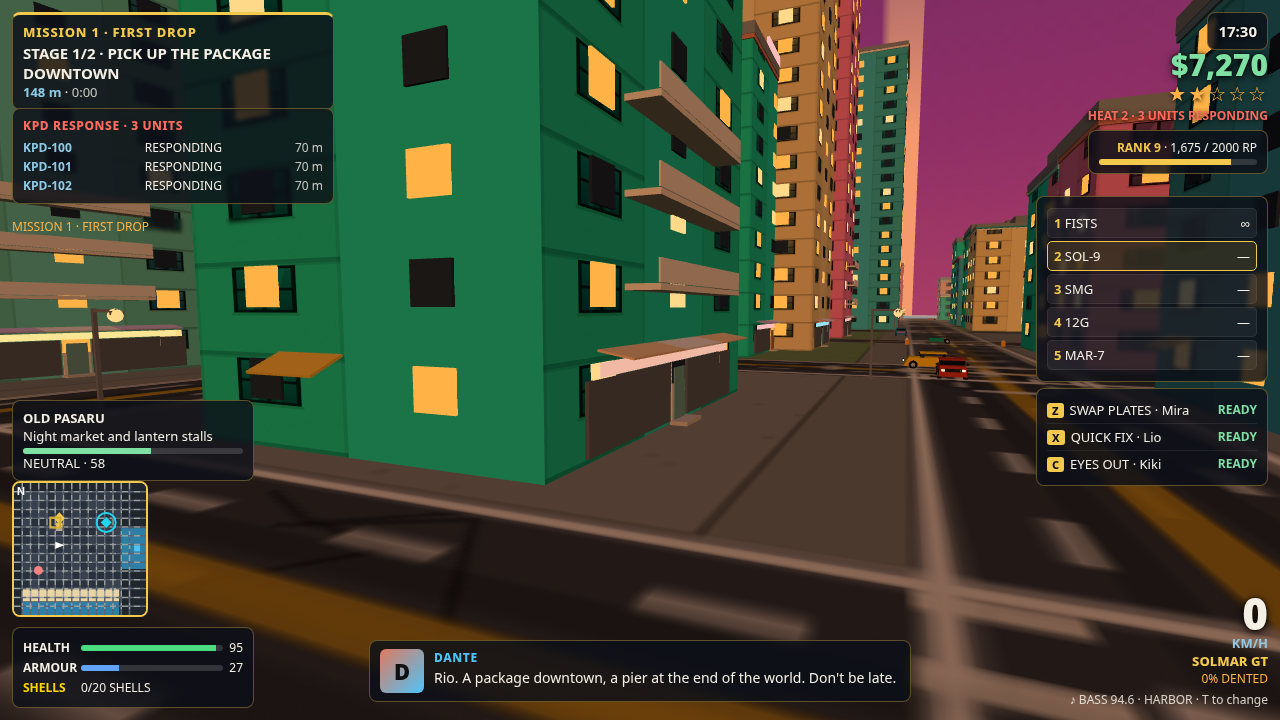 MISSION 1 · FIRST DROP
STAGE 1/2 · PICK UP THE PACKAGE
DOWNTOWN
148 m · 0:00
KPD RESPONSE · 3 UNITS
KPD-100 RESPONDING 70 m
KPD-101 RESPONDING 70 m
KPD-102 RESPONDING 70 m
MISSION 1 · FIRST DROP
17:30
$7,270
★★☆☆☆
HEAT 2 · 3 UNITS RESPONDING
RANK 9 · 1,675 / 2000 RP
1 FISTS ∞
2 SOL-9 —
3 SMG —
4 12G —
5 MAR-7 —
Z SWAP PLATES · Mira READY
X QUICK FIX · Lio READY
C EYES OUT · Kiki READY
OLD PASARU
Night market and lantern stalls
NEUTRAL · 58
N
HEALTH 95
ARMOUR 27
SHELLS 0/20 SHELLS
D
DANTE
Rio. A package downtown, a pier at the end of the world. Don't be late.
0
KM/H
SOLMAR GT
0% DENTED
♪ BASS 94.6 · HARBOR · T to change